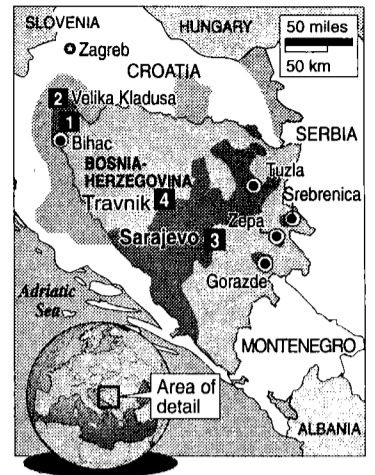 SLOVENIA
HUNGARY
50 miles
50 km
Zagreb
CROATIA
2 Velika Kladusa
1
Bihac
SERBIA
BOSNIA-
HERZEGOVINA
Tuzla
Srebrenica
Travnik 4
Zepa
Sarajevo 3
Gorazde
Adriatic
Sea
MONTENEGRO
Area of
detail
ALBANIA